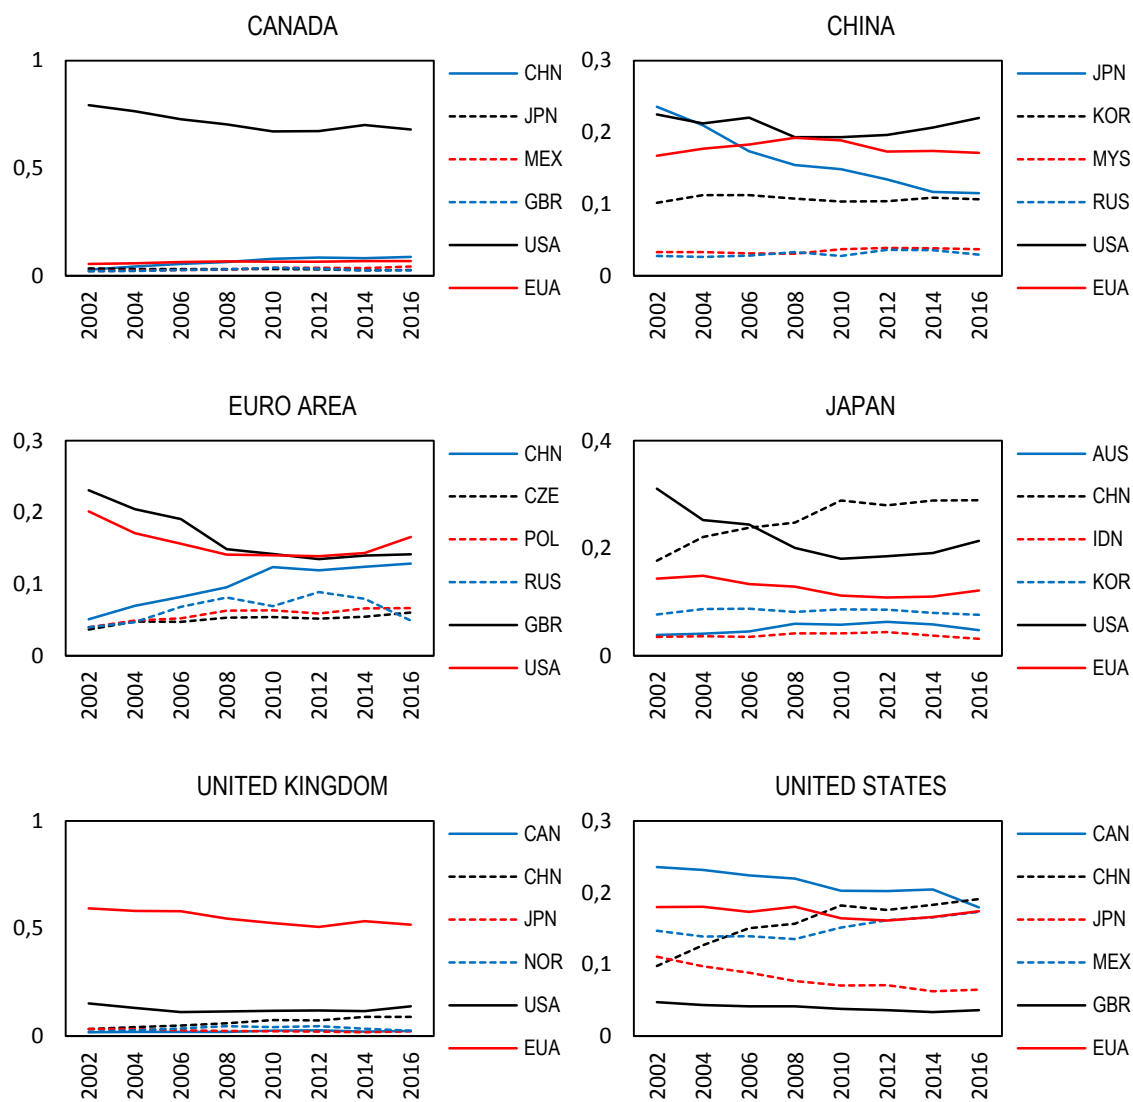 CANADA
1
0,5
0
2002
2004
2006
2008
2010
2012
2014
2016
CHN
JPN
MEX
GBR
USA
EUA
CHINA
0,3
0,2
0,1
0
2002
2004
2006
2008
2010
2012
2014
2016
JPN
KOR
MYS
RUS
USA
EUA
EURO AREA
0,3
0,2
0,1
0
2002
2004
2006
2008
2010
2012
2014
2016
CHN
CZE
POL
RUS
GBR
USA
JAPAN
0,4
0,2
0
2002
2004
2006
2008
2010
2012
2014
2016
AUS
CHN
IDN
KOR
USA
EUA
UNITED KINGDOM
1
0,5
0
2002
2004
2006
2008
2010
2012
2014
2016
CAN
CHN
JPN
NOR
USA
EUA
UNITED STATES
0,3
0,2
0,1
0
2002
2004
2006
2008
2010
2012
2014
2016
CAN
CHN
JPN
MEX
GBR
EUA